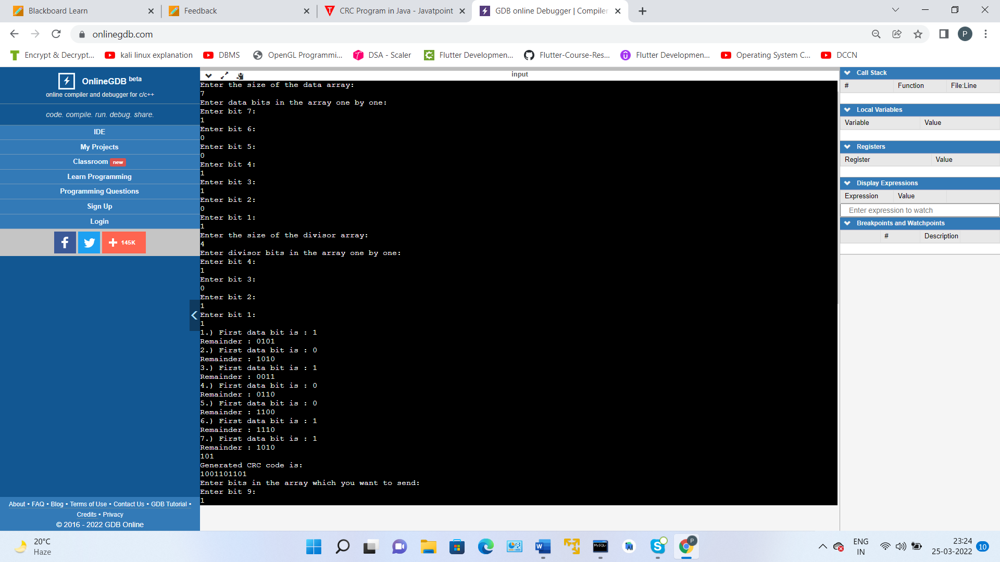 Blackboard Learn
Feedback
CRC Program in Java - Javatpoint
GDB online Debugger | Compiler
onlinegdb.com
P
Encrypt & Decrypt...
kali linux explanation
DBMS
OpenGL Programmi...
DSA - Scaler
Flutter Developmen...
Flutter-Course-Res...
Flutter Developmen...
Operating System C...
DCCN
OnlineGDB beta
online compiler and debugger for c/c++
code. compile. run. debug. share.
IDE
My Projects
Classroom new
Learn Programming
Programming Questions
Sign Up
Login
145K
About • FAQ • Blog • Terms of Use • Contact Us • GDB Tutorial •
Credits • Privacy
© 2016 - 2022 GDB Online
input
Enter the size of the data array:
7
Enter data bits in the array one by one:
Enter bit 7:
1
Enter bit 6:
0
Enter bit 5:
0
Enter bit 4:
1
Enter bit 3:
1
Enter bit 2:
0
Enter bit 1:
1
Enter the size of the divisor array:
4
Enter divisor bits in the array one by one:
Enter bit 4:
1
Enter bit 3:
0
Enter bit 2:
1
Enter bit 1:
1
1.) First data bit is : 1
Remainder : 0101
2.) First data bit is : 0
Remainder : 1010
3.) First data bit is : 1
Remainder : 0011
4.) First data bit is : 0
Remainder : 0110
5.) First data bit is : 0
Remainder : 1100
6.) First data bit is : 1
Remainder : 1110
7.) First data bit is : 1
Remainder : 1010
101
Generated CRC code is:
1001101101
Enter bits in the array which you want to send:
Enter bit 9:
1
Call Stack
# Function File:Line
Local Variables
Variable Value
Registers
Register Value
Display Expressions
Expression Value
Enter expression to watch
Breakpoints and Watchpoints
# Description
20°C
Haze
W
MySQL
S
P
ENG
IN
23:24
25-03-2022
10